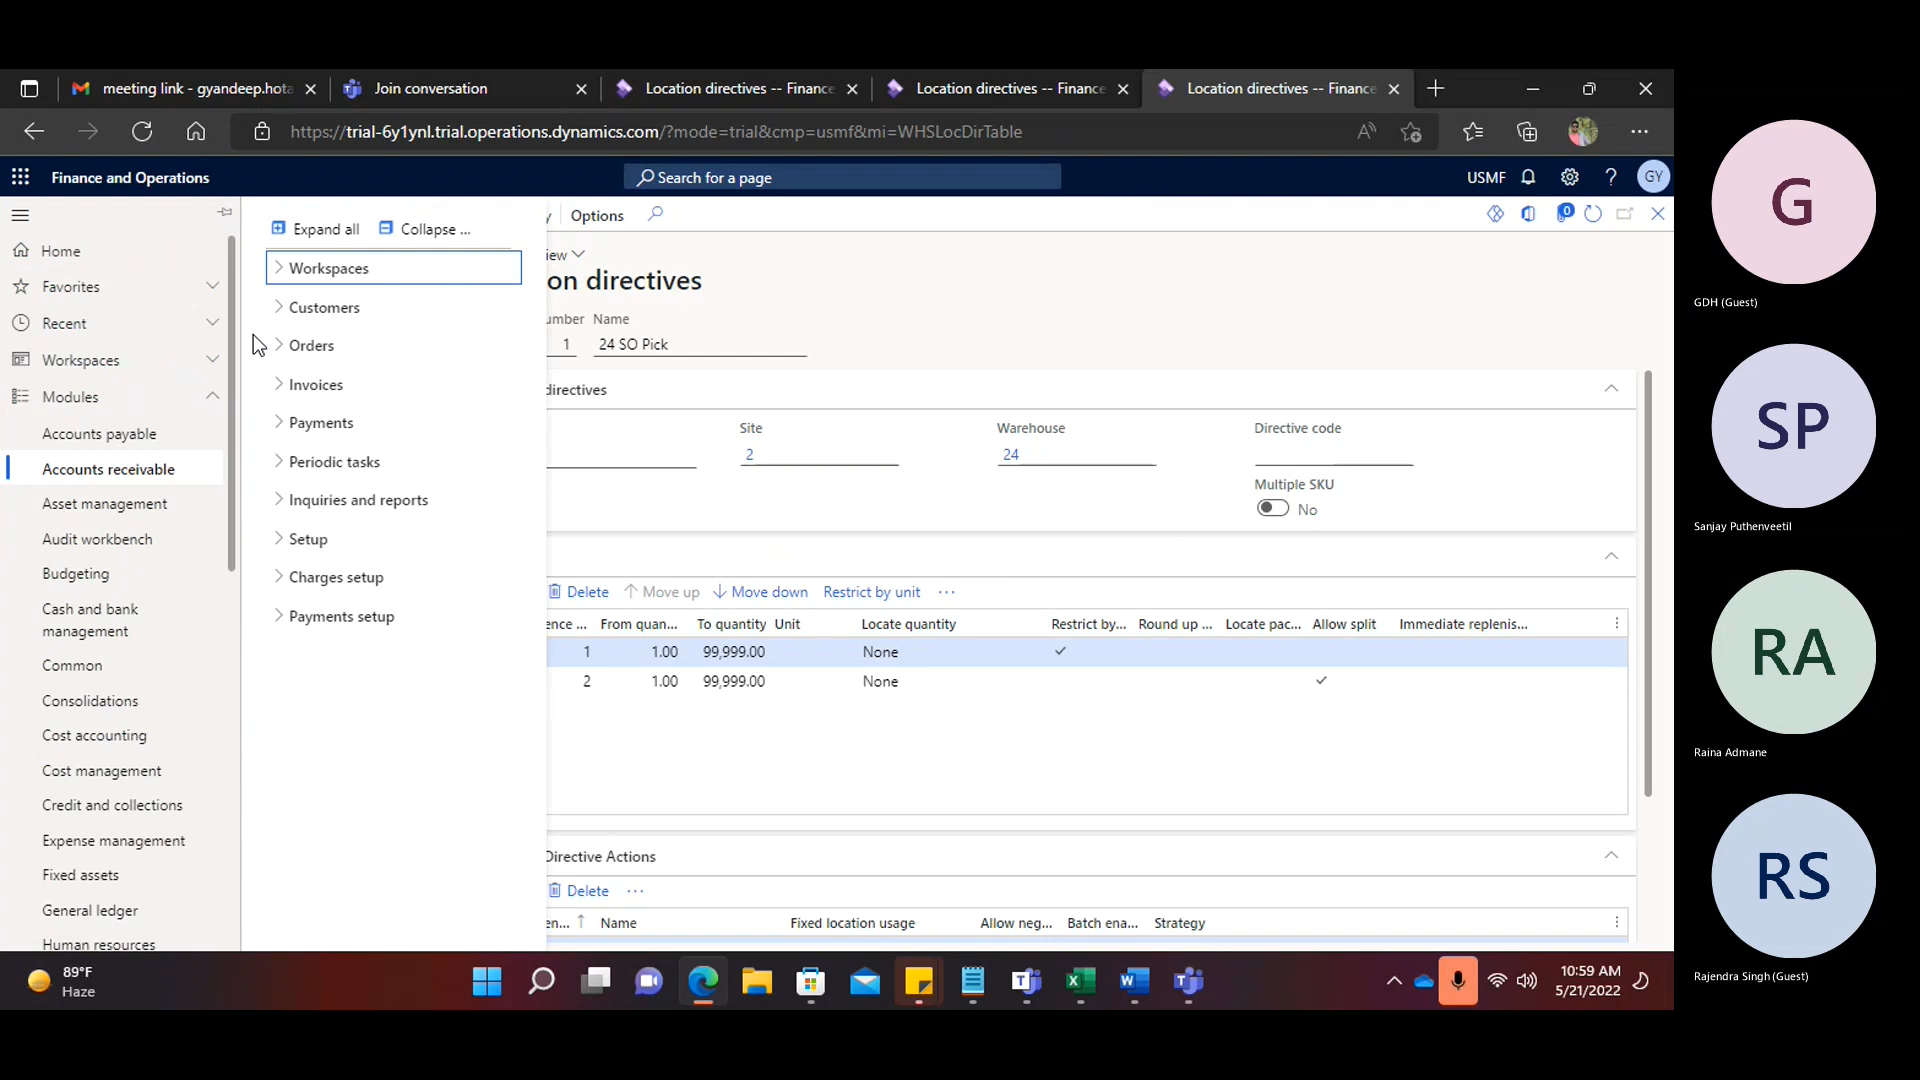 meeting link - gyandeep.hota
Join conversation
Location directives -- Finance
Location directives -- Finance
Location directives -- Finance
https://trial-6y1ynl.trial.operations.dynamics.com/?mode=trial&cmp=usmf&mi=WHSLocDirTable
Finance and Operations
Search for a page
USMF
GY
Home
Favorites
Recent
Workspaces
Modules
Accounts payable
Accounts receivable
Asset management
Audit workbench
Budgeting
Cash and bank
management
Common
Consolidations
Cost accounting
Cost management
Credit and collections
Expense management
Fixed assets
General ledger
Human resources
Expand all
Collapse ...
Workspaces
Customers
Orders
Invoices
Payments
Periodic tasks
Inquiries and reports
Setup
Charges setup
Payments setup
y
Options
0
iew
on directives
umber
Name
1
24 SO Pick
directives
Site
Warehouse
Directive code
2
24
Multiple SKU
No
Delete
Move up
Move down
Restrict by unit
...
ence ...
From quan...
To quantity
Unit
Locate quantity
Restrict by...
Round up ...
Locate pac...
Allow split
Immediate replenis...
1
1.00
99,999.00
None
2
1.00
99,999.00
None
Directive Actions
Delete
...
en...
Name
Fixed location usage
Allow neg...
Batch ena...
Strategy
89°F
Haze
10:59 AM
5/21/2022
G
GDH (Guest)
SP
Sanjay Puthenveetil
RA
Raina Admane
RS
Rajendra Singh (Guest)